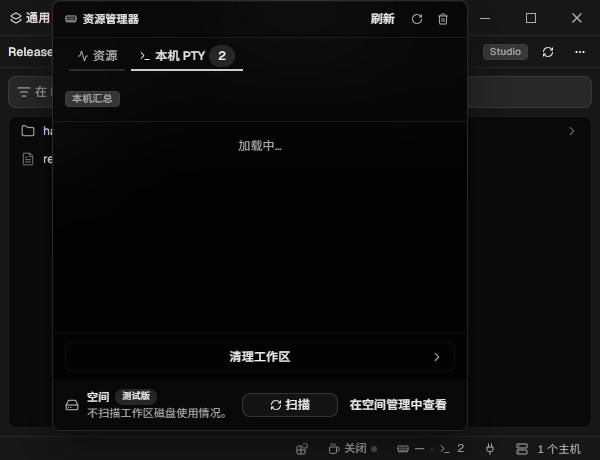 通用
资源管理器
刷新
Release
资源
本机 PTY 2
Studio
在
本机汇总
加载中…
清理工作区
空间 测试版
不扫描工作区磁盘使用情况。
扫描
在空间管理中查看
关闭
— · 2
1 个主机